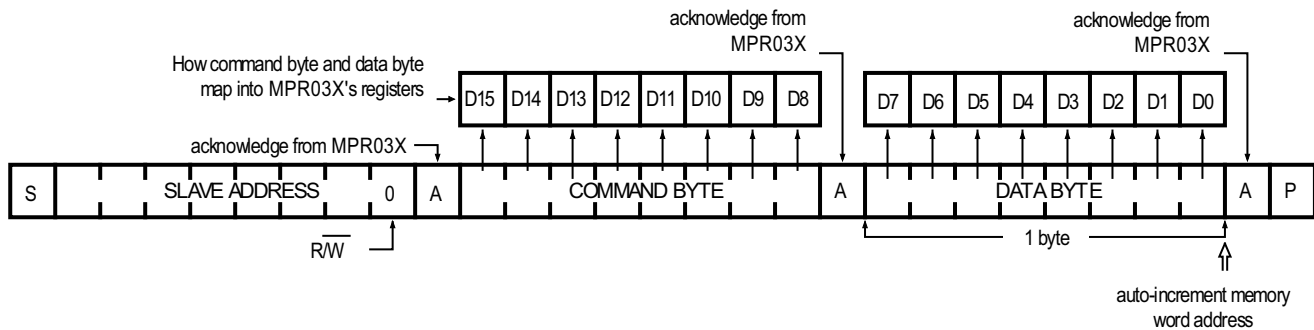 acknowledge from
MPR03X
acknowledge from
MPR03X
How command byte and data byte
map into MPR03X's registers
D15 D14 D13 D12 D11 D10 D9 D8
D7 D6 D5 D4 D3 D2 D1 D0
acknowledge from MPR03X
S SLAVE ADDRESS 0 A COMMAND BYTE A DATA BYTE A P
R/W
1 byte
auto-increment memory
word address